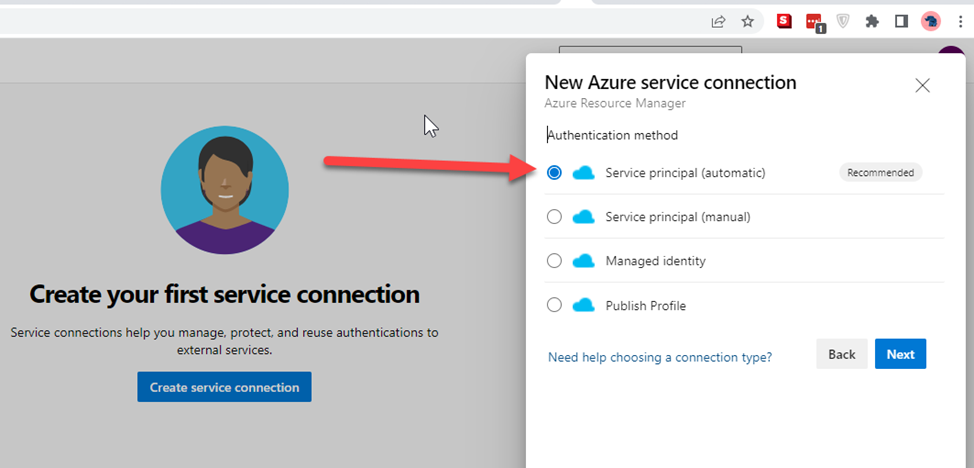 1
New Azure service connection
Azure Resource Manager
Authentication method
Service principal (automatic)
Recommended
Service principal (manual)
Managed identity
Publish Profile
Need help choosing a connection type?
Back
Next
Create your first service connection
Service connections help you manage, protect, and reuse authentications to
external services.
Create service connection